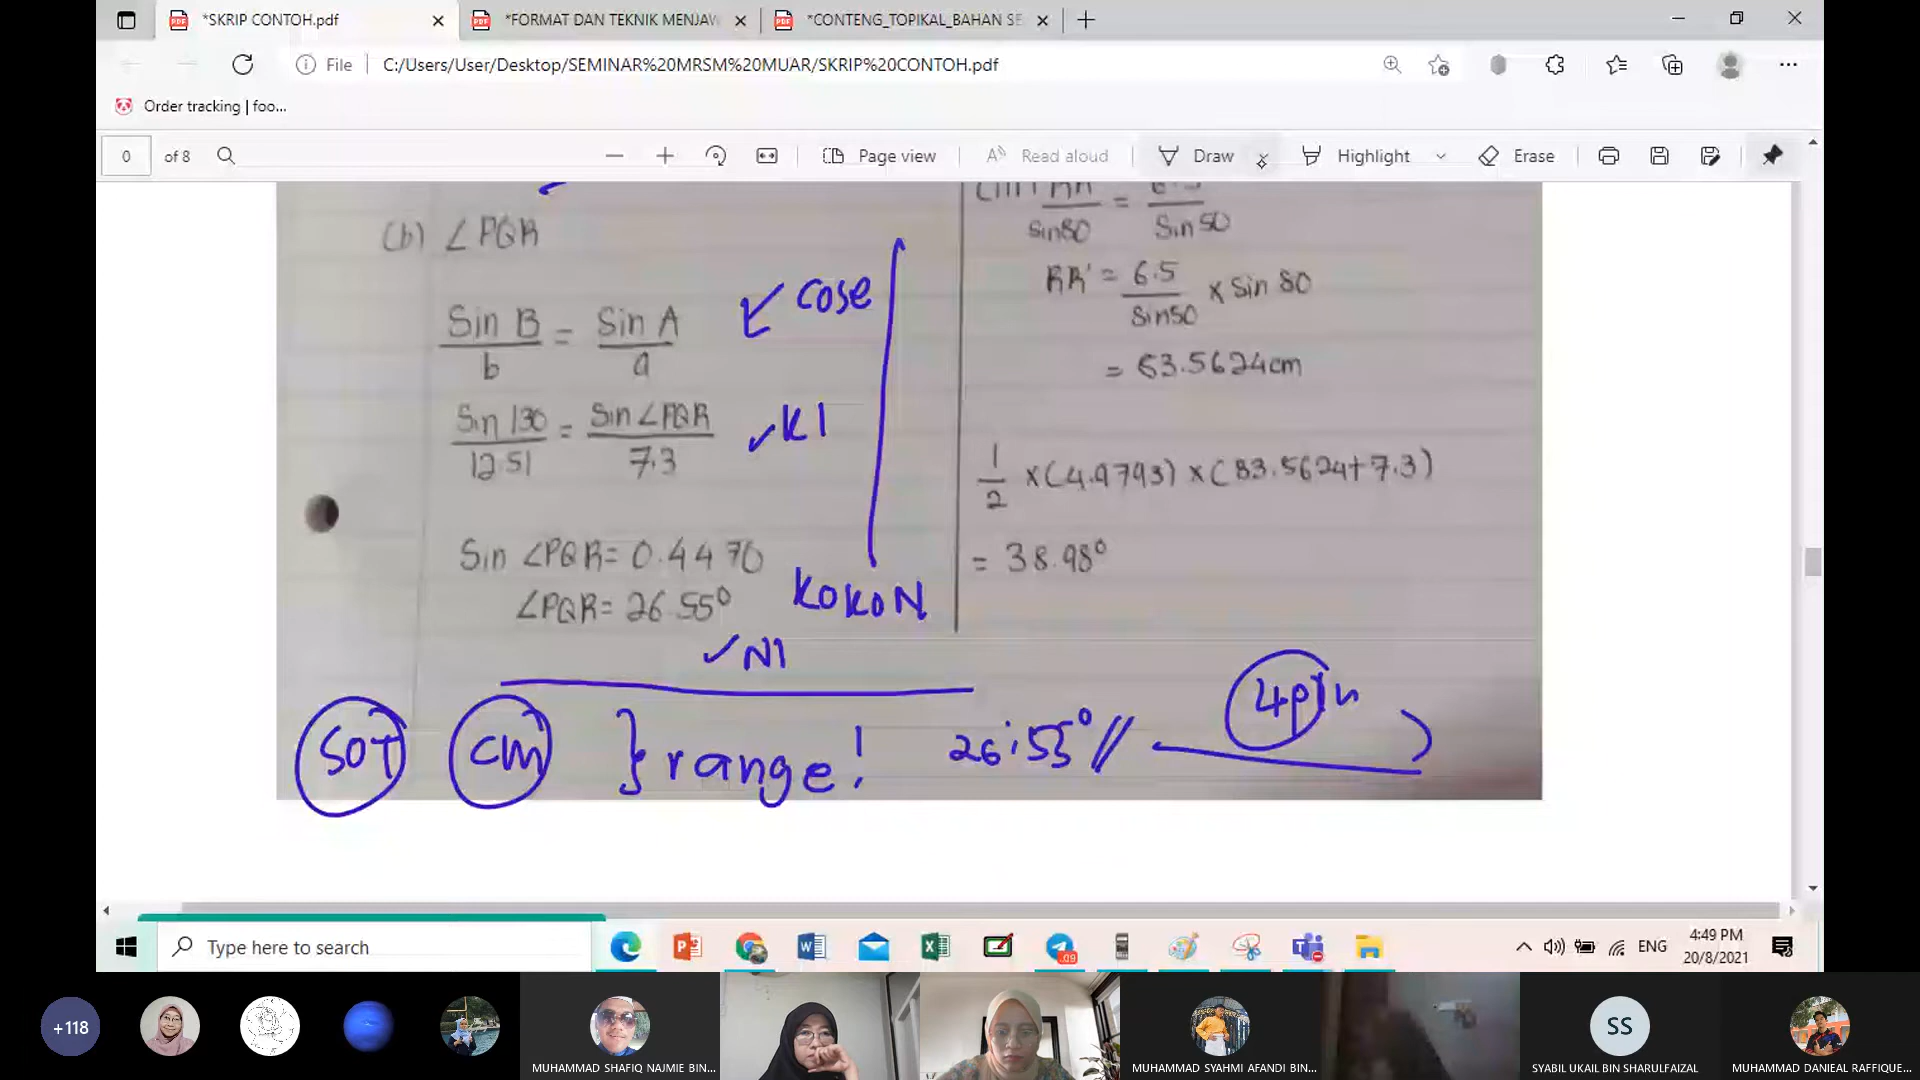 *SKRIP CONTOH.pdf
*FORMAT DAN TEKNIK MENJAW
*CONTENG_TOPIKAL_BAHAN SE
File
C:/Users/User/Desktop/SEMINAR%20MRSM%20MUAR/SKRIP%20CONTOH.pdf
Order tracking | foo...
0 of 8
Page view
Read aloud
Draw
Highlight
Erase
(b) ∠PQR
Sin B / b = Sin A / a
cose
Sin 130 / 12.51 = Sin ∠PQR / 7.3
K1
Sin ∠PQR = 0.4470
∠PQR = 26.55°
KOKON
N1
Sin80 Sin 50
RR' = 6.5 / Sin50 × Sin 80
= 83.5624cm
1/2 × (4.9793) × (83.5624 + 7.3)
= 38.98°
SOT
cm
} range !
26.55° //
Type here to search
09
ENG
4:49 PM
20/8/2021
+118
MUHAMMAD SHAFIQ NAJMIE BIN...
MUHAMMAD SYAHMI AFANDI BIN...
SS
SYABIL UKAIL BIN SHARULFAIZAL
MUHAMMAD DANIEAL RAFFIQUE...